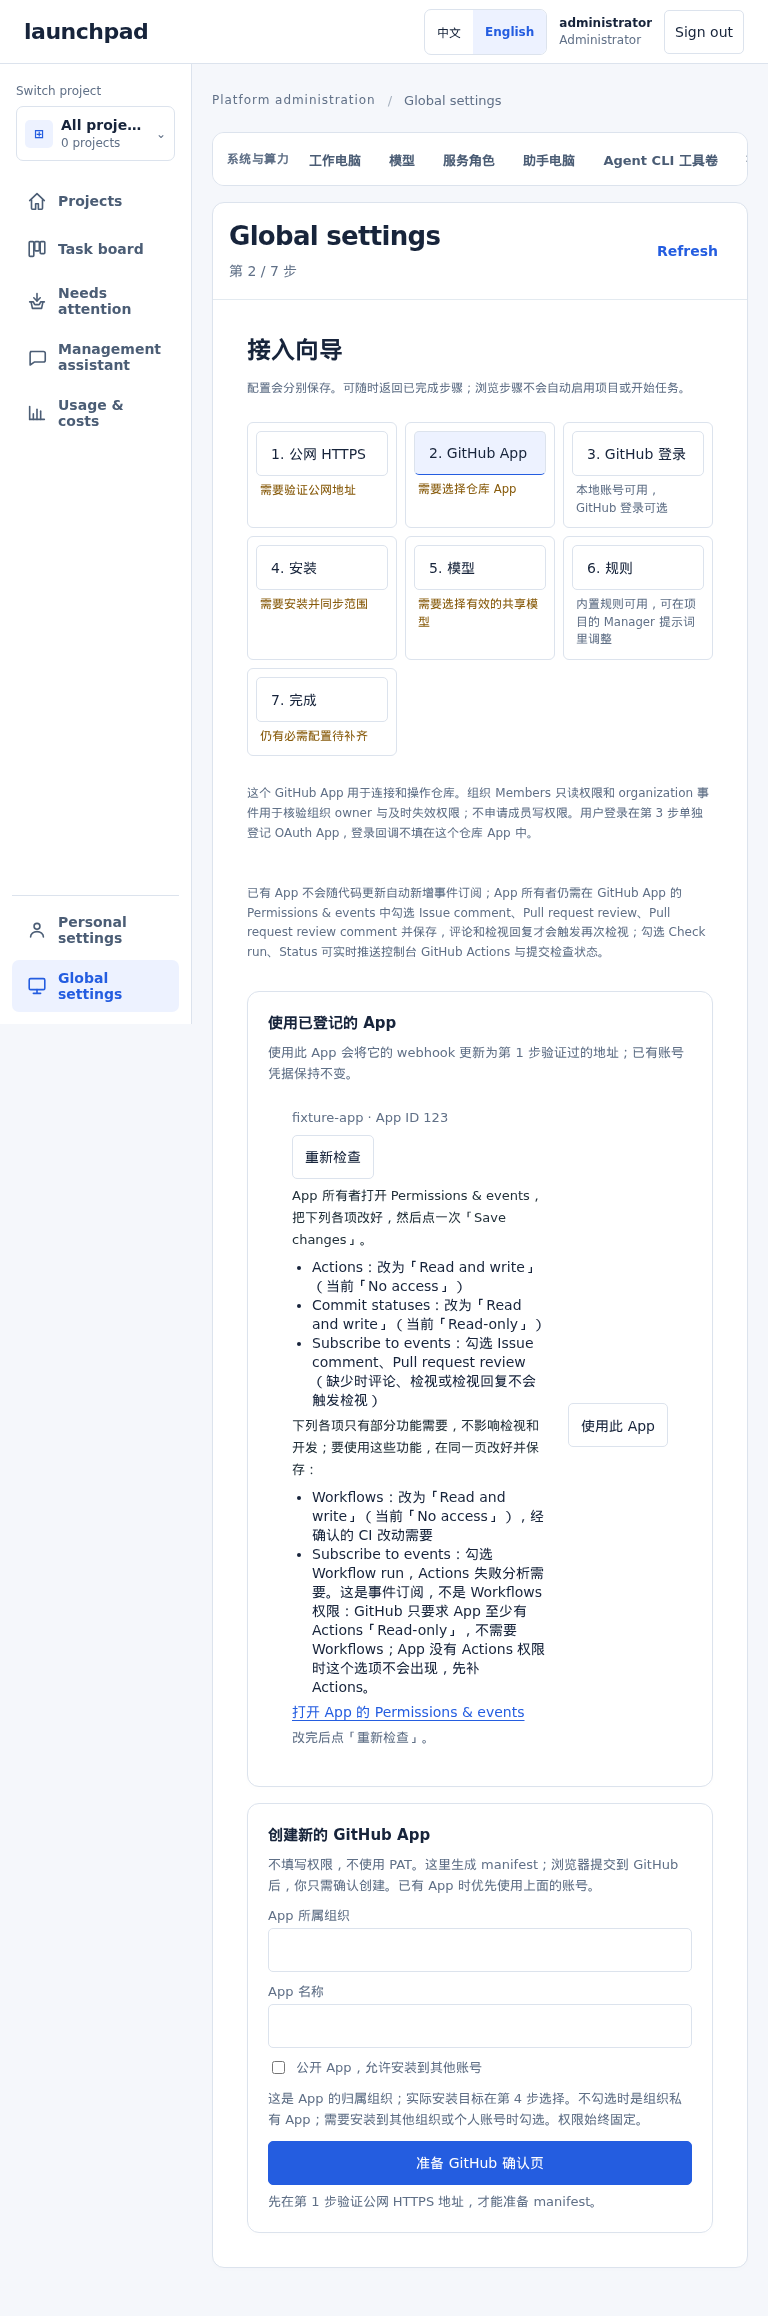 launchpad
中文
English
administrator
Administrator
Sign out
Switch project
All proje…
0 projects
Projects
Task board
Needs
attention
Management
assistant
Usage &
costs
Personal
settings
Global
settings
Platform administration / Global settings
系统与算力 工作电脑 模型 服务角色 助手电脑 Agent CLI 工具卷
Global settings
第 2 / 7 步
Refresh
接入向导
配置会分别保存。可随时返回已完成步骤；浏览步骤不会自动启用项目或开始任务。
1. 公网 HTTPS
需要验证公网地址
2. GitHub App
需要选择仓库 App
3. GitHub 登录
本地账号可用，
GitHub 登录可选
4. 安装
需要安装并同步范围
5. 模型
需要选择有效的共享模
型
6. 规则
内置规则可用，可在项
目的 Manager 提示词
里调整
7. 完成
仍有必需配置待补齐
这个 GitHub App 用于连接和操作仓库。组织 Members 只读权限和 organization 事
件用于核验组织 owner 与及时失效权限；不申请成员写权限。用户登录在第 3 步单独
登记 OAuth App，登录回调不填在这个仓库 App 中。
已有 App 不会随代码更新自动新增事件订阅；App 所有者仍需在 GitHub App 的
Permissions & events 中勾选 Issue comment、Pull request review、Pull
request review comment 并保存，评论和检视回复才会触发再次检视；勾选 Check
run、Status 可实时推送控制台 GitHub Actions 与提交检查状态。
使用已登记的 App
使用此 App 会将它的 webhook 更新为第 1 步验证过的地址；已有账号
凭据保持不变。
fixture-app · App ID 123
重新检查
App 所有者打开 Permissions & events，
把下列各项改好，然后点一次「Save
changes」。
• Actions：改为「Read and write」
（当前「No access」）
• Commit statuses：改为「Read
and write」（当前「Read-only」）
• Subscribe to events：勾选 Issue
comment、Pull request review
（缺少时评论、检视或检视回复不会
触发检视）
下列各项只有部分功能需要，不影响检视和
开发；要使用这些功能，在同一页改好并保
存：
• Workflows：改为「Read and
write」（当前「No access」），经
确认的 CI 改动需要
• Subscribe to events：勾选
Workflow run，Actions 失败分析需
要。这是事件订阅，不是 Workflows
权限：GitHub 只要求 App 至少有
Actions「Read-only」，不需要
Workflows；App 没有 Actions 权限
时这个选项不会出现，先补
Actions。
打开 App 的 Permissions & events
改完后点「重新检查」。
使用此 App
创建新的 GitHub App
不填写权限，不使用 PAT。这里生成 manifest；浏览器提交到 GitHub
后，你只需确认创建。已有 App 时优先使用上面的账号。
App 所属组织
App 名称
公开 App，允许安装到其他账号
这是 App 的归属组织；实际安装目标在第 4 步选择。不勾选时是组织私
有 App；需要安装到其他组织或个人账号时勾选。权限始终固定。
准备 GitHub 确认页
先在第 1 步验证公网 HTTPS 地址，才能准备 manifest。